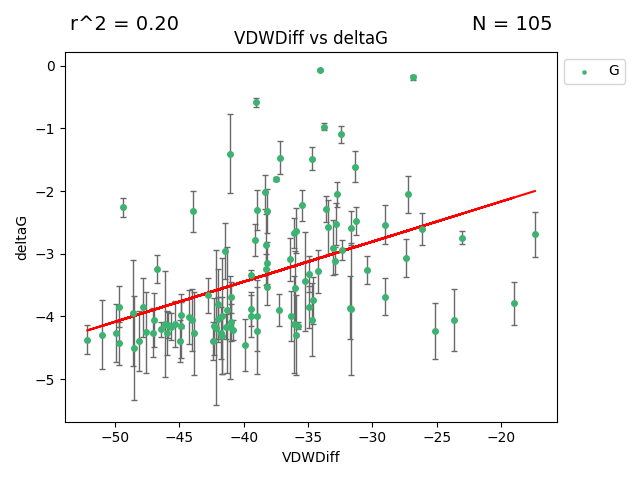 r^2 = 0.20
N = 105
VDWDiff vs deltaG
G
0
−1
−2
−3
−4
−5
deltaG
−50
−45
−40
−35
−30
−25
−20
VDWDiff